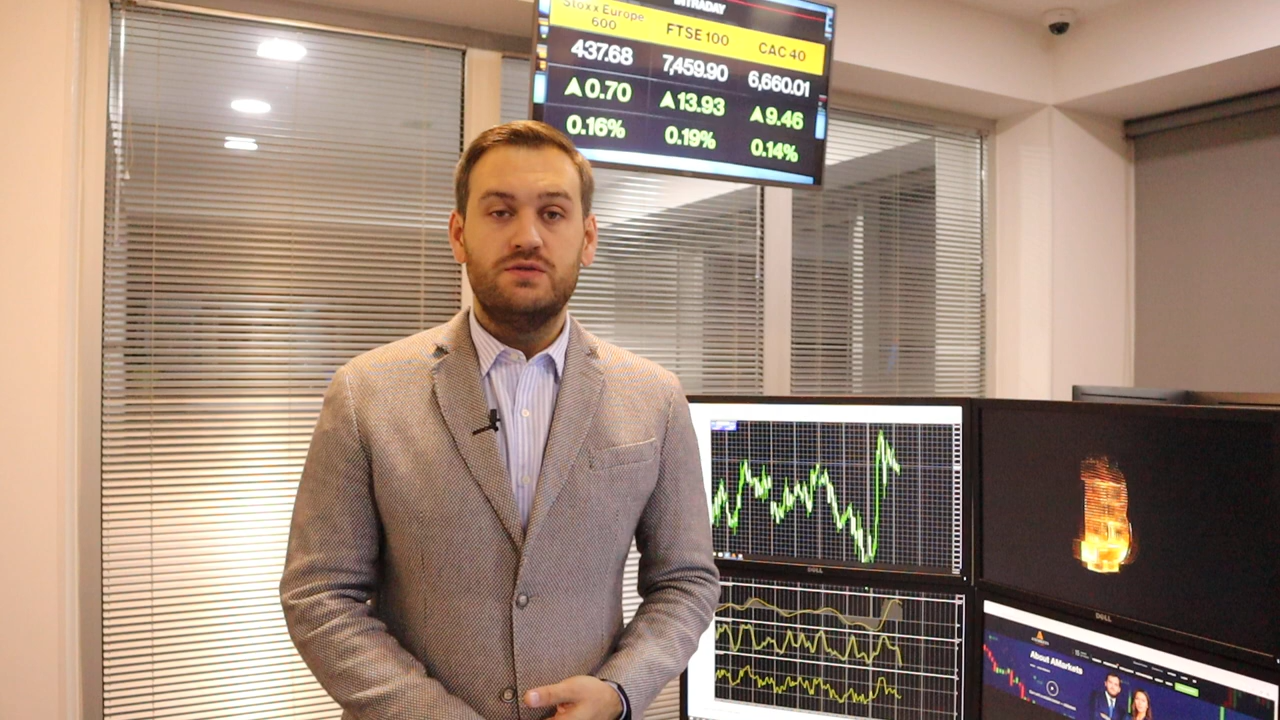 INTRADAY
Stoxx Europe 600
FTSE 100
CAC 40
437.68
7,459.90
6,660.01
▲0.70
▲13.93
▲9.46
0.16%
0.19%
0.14%
DELL
DELL
About AMarkets